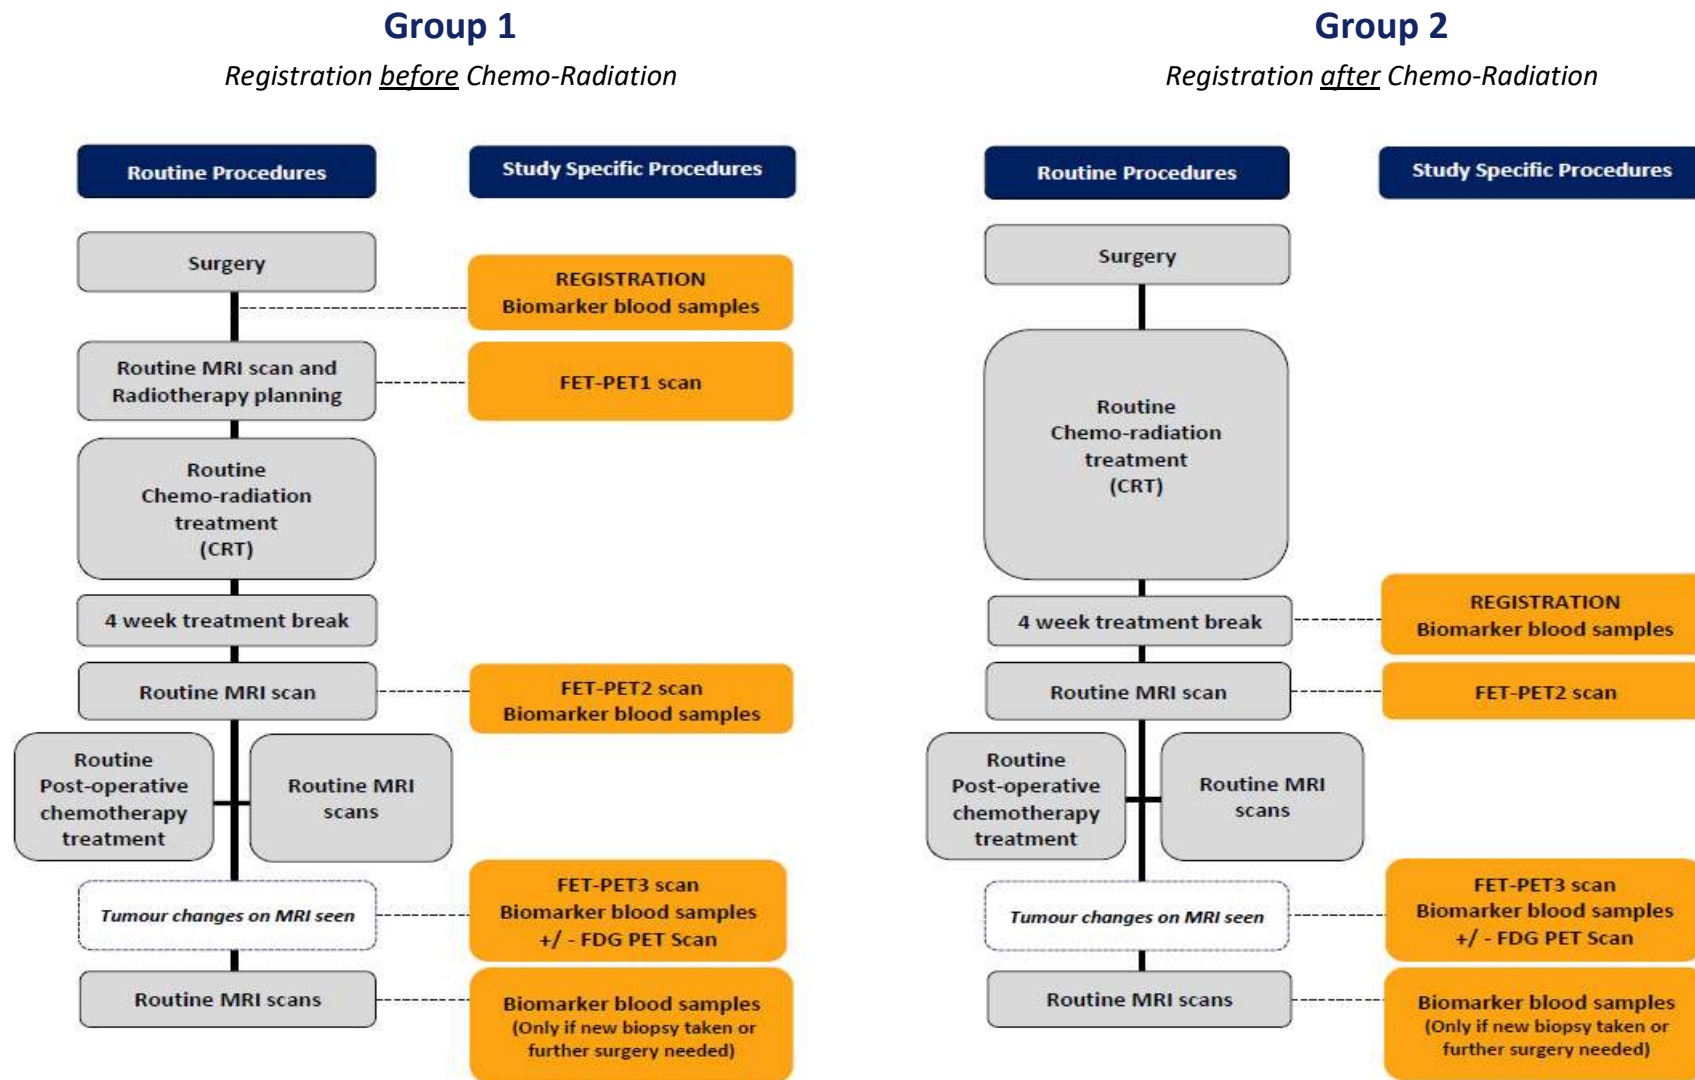 Group 1
Registration before Chemo-Radiation
Routine Procedures
Study Specific Procedures
Surgery
REGISTRATION
Biomarker blood samples
Routine MRI scan and
Radiotherapy planning
FET-PET1 scan
Routine
Chemo-radiation
treatment
(CRT)
4 week treatment break
Routine MRI scan
FET-PET2 scan
Biomarker blood samples
Routine
Post-operative
chemotherapy
treatment
Routine MRI
scans
Tumour changes on MRI seen
FET-PET3 scan
Biomarker blood samples
+/ - FDG PET Scan
Routine MRI scans
Biomarker blood samples
(Only if new biopsy taken or
further surgery needed)
Group 2
Registration after Chemo-Radiation
Routine Procedures
Study Specific Procedures
Surgery
Routine
Chemo-radiation
treatment
(CRT)
4 week treatment break
REGISTRATION
Biomarker blood samples
Routine MRI scan
FET-PET2 scan
Routine
Post-operative
chemotherapy
treatment
Routine MRI
scans
Tumour changes on MRI seen
FET-PET3 scan
Biomarker blood samples
+/ - FDG PET Scan
Routine MRI scans
Biomarker blood samples
(Only if new biopsy taken or
further surgery needed)